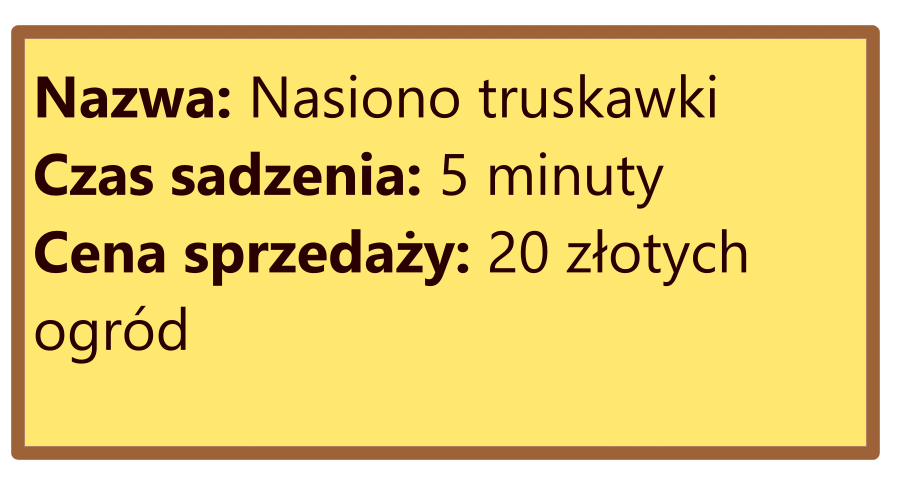 Nazwa: Nasiono truskawki
Czas sadzenia: 5 minuty
Cena sprzedaży: 20 złotych
ogród